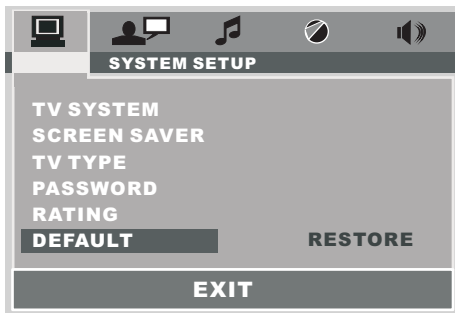 SYSTEM SETUP
TV SYSTEM
SCREEN SAVER
TV TYPE
PASSWORD
RATING
DEFAULT RESTORE
EXIT